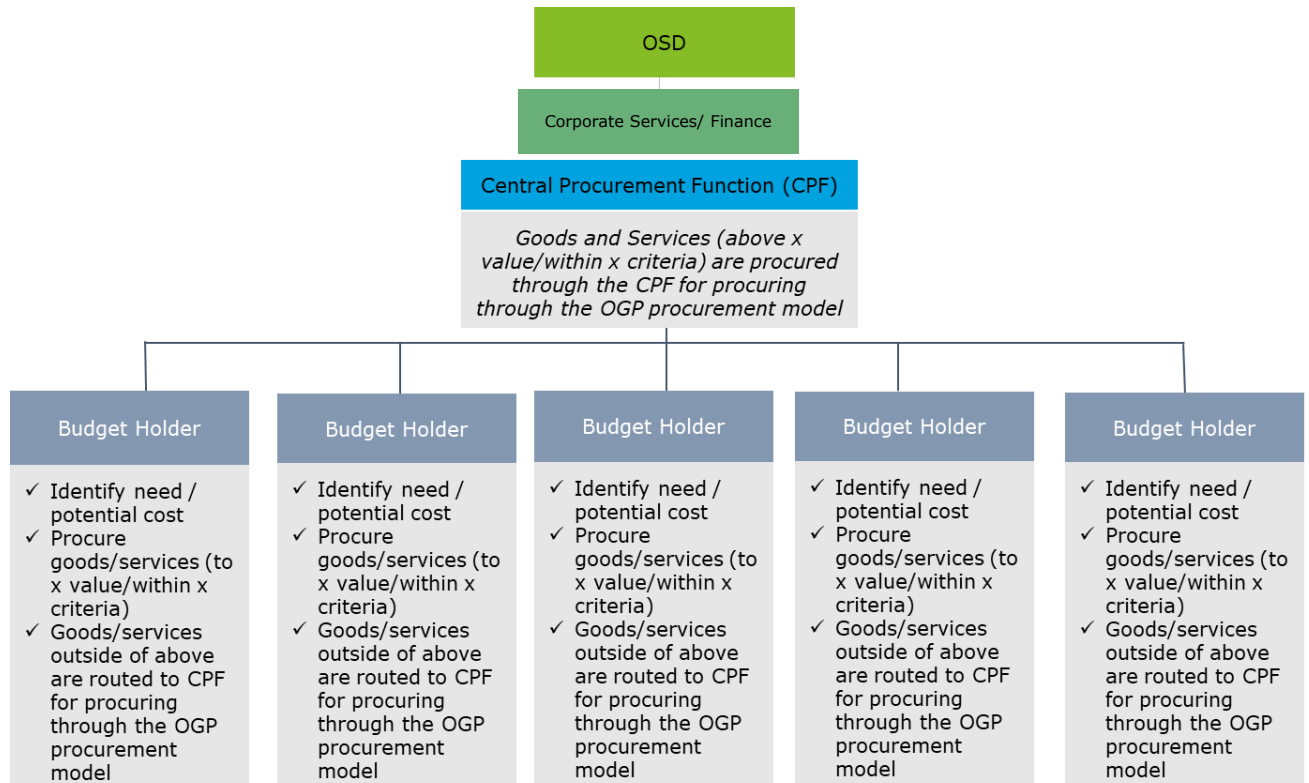 OSD
Corporate Services/ Finance
Central Procurement Function (CPF)
Goods and Services (above x
value/within x criteria) are procured
through the CPF for procuring
through the OGP procurement model
Budget Holder
✓ Identify need /
potential cost
✓ Procure
goods/services (to
x value/within x
criteria)
✓ Goods/services
outside of above
are routed to CPF
for procuring
through the OGP
procurement
model
Budget Holder
✓ Identify need /
potential cost
✓ Procure
goods/services (to
x value/within x
criteria)
✓ Goods/services
outside of above
are routed to CPF
for procuring
through the OGP
procurement
model
Budget Holder
✓ Identify need /
potential cost
✓ Procure
goods/services (to
x value/within x
criteria)
✓ Goods/services
outside of above
are routed to CPF
for procuring
through the OGP
procurement
model
Budget Holder
✓ Identify need /
potential cost
✓ Procure
goods/services (to
x value/within x
criteria)
✓ Goods/services
outside of above
are routed to CPF
for procuring
through the OGP
procurement
model
Budget Holder
✓ Identify need /
potential cost
✓ Procure
goods/services (to
x value/within x
criteria)
✓ Goods/services
outside of above
are routed to CPF
for procuring
through the OGP
procurement
model